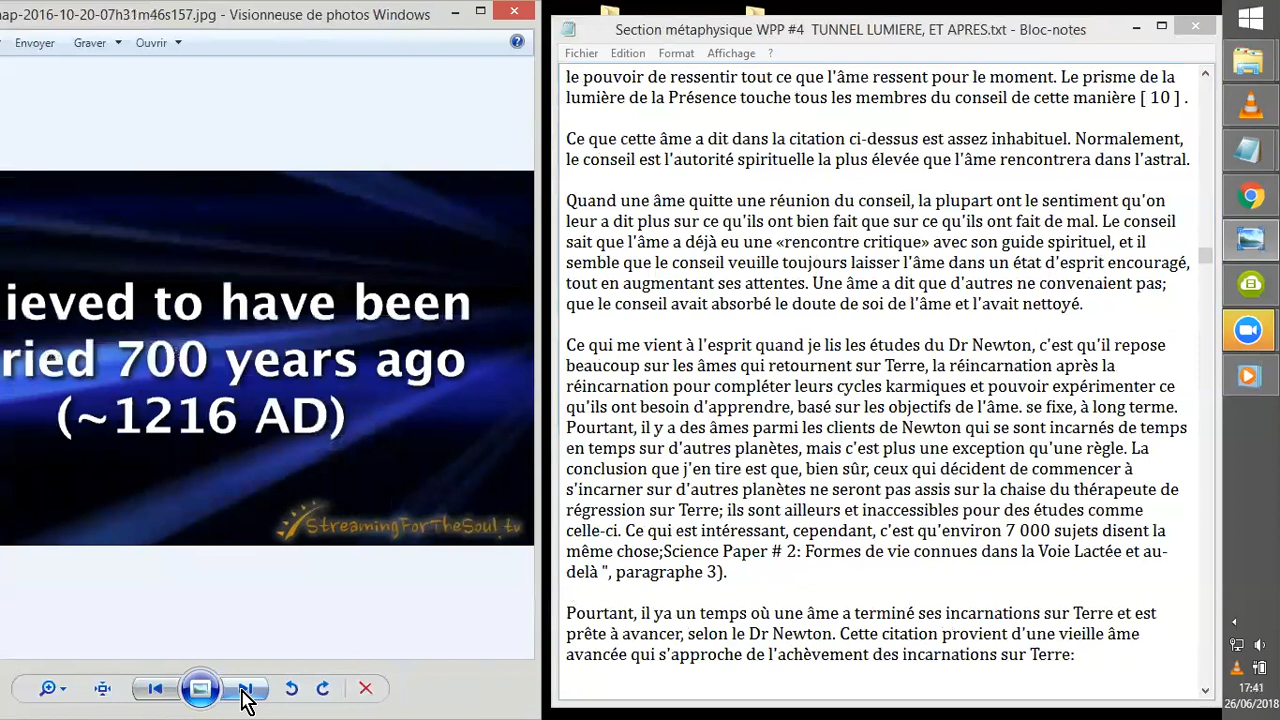 ap-2016-10-20-07h31m46s157.jpg - Visionneuse de photos Windows
Envoyer Graver Ouvrir
ieved to have been
ried 700 years ago
(~1216 AD)
StreamingForTheSoul.tv
Section métaphysique WPP #4 TUNNEL LUMIERE, ET APRES.txt - Bloc-notes
Fichier Edition Format Affichage ?
le pouvoir de ressentir tout ce que l'âme ressent pour le moment. Le prisme de la
lumière de la Présence touche tous les membres du conseil de cette manière [ 10 ] .
Ce que cette âme a dit dans la citation ci-dessus est assez inhabituel. Normalement,
le conseil est l'autorité spirituelle la plus élevée que l'âme rencontrera dans l'astral.
Quand une âme quitte une réunion du conseil, la plupart ont le sentiment qu'on
leur a dit plus sur ce qu'ils ont bien fait que sur ce qu'ils ont fait de mal. Le conseil
sait que l'âme a déjà eu une «rencontre critique» avec son guide spirituel, et il
semble que le conseil veuille toujours laisser l'âme dans un état d'esprit encouragé,
tout en augmentant ses attentes. Une âme a dit que d'autres ne convenaient pas;
que le conseil avait absorbé le doute de soi de l'âme et l'avait nettoyé.
Ce qui me vient à l'esprit quand je lis les études du Dr Newton, c'est qu'il repose
beaucoup sur les âmes qui retournent sur Terre, la réincarnation après la
réincarnation pour compléter leurs cycles karmiques et pouvoir expérimenter ce
qu'ils ont besoin d'apprendre, basé sur les objectifs de l'âme. se fixe, à long terme.
Pourtant, il y a des âmes parmi les clients de Newton qui se sont incarnés de temps
en temps sur d'autres planètes, mais c'est plus une exception qu'une règle. La
conclusion que j'en tire est que, bien sûr, ceux qui décident de commencer à
s'incarner sur d'autres planètes ne seront pas assis sur la chaise du thérapeute de
régression sur Terre; ils sont ailleurs et inaccessibles pour des études comme
celle-ci. Ce qui est intéressant, cependant, c'est qu'environ 7 000 sujets disent la
même chose;Science Paper # 2: Formes de vie connues dans la Voie Lactée et au-
delà ", paragraphe 3).
Pourtant, il ya un temps où une âme a terminé ses incarnations sur Terre et est
prête à avancer, selon le Dr Newton. Cette citation provient d'une vieille âme
avancée qui s'approche de l'achèvement des incarnations sur Terre:
17:41
26/06/2018